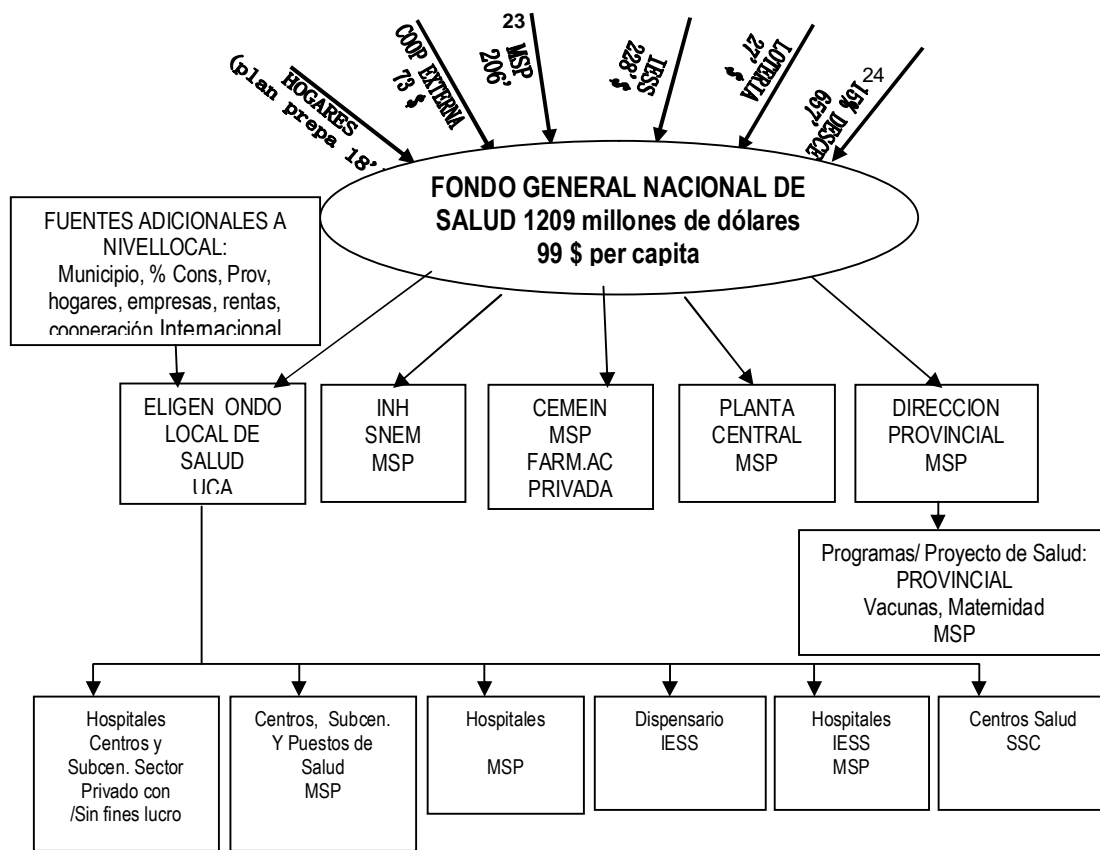 HOGARES
(plan prepa 18'
COOP EXTERNA
73 $
23
MSP
206'
IESS
228' $
LOTERIA
27' $
24
15% DESCE
657'
FONDO GENERAL NACIONAL DE
SALUD 1209 millones de dólares
99 $ per capita
FUENTES ADICIONALES A
NIVELLOCAL:
Municipio, % Cons, Prov,
hogares, empresas, rentas,
cooperación Internacional
ELIGEN ONDO
LOCAL DE
SALUD
UCA
INH
SNEM
MSP
CEMEIN
MSP
FARM.AC
PRIVADA
PLANTA
CENTRAL
MSP
DIRECCION
PROVINCIAL
MSP
Programas/ Proyecto de Salud:
PROVINCIAL
Vacunas, Maternidad
MSP
Hospitales
Centros y
Subcen. Sector
Privado con
/Sin fines lucro
Centros, Subcen.
Y Puestos de
Salud
MSP
Hospitales
MSP
Dispensario
IESS
Hospitales
IESS
MSP
Centros Salud
SSC